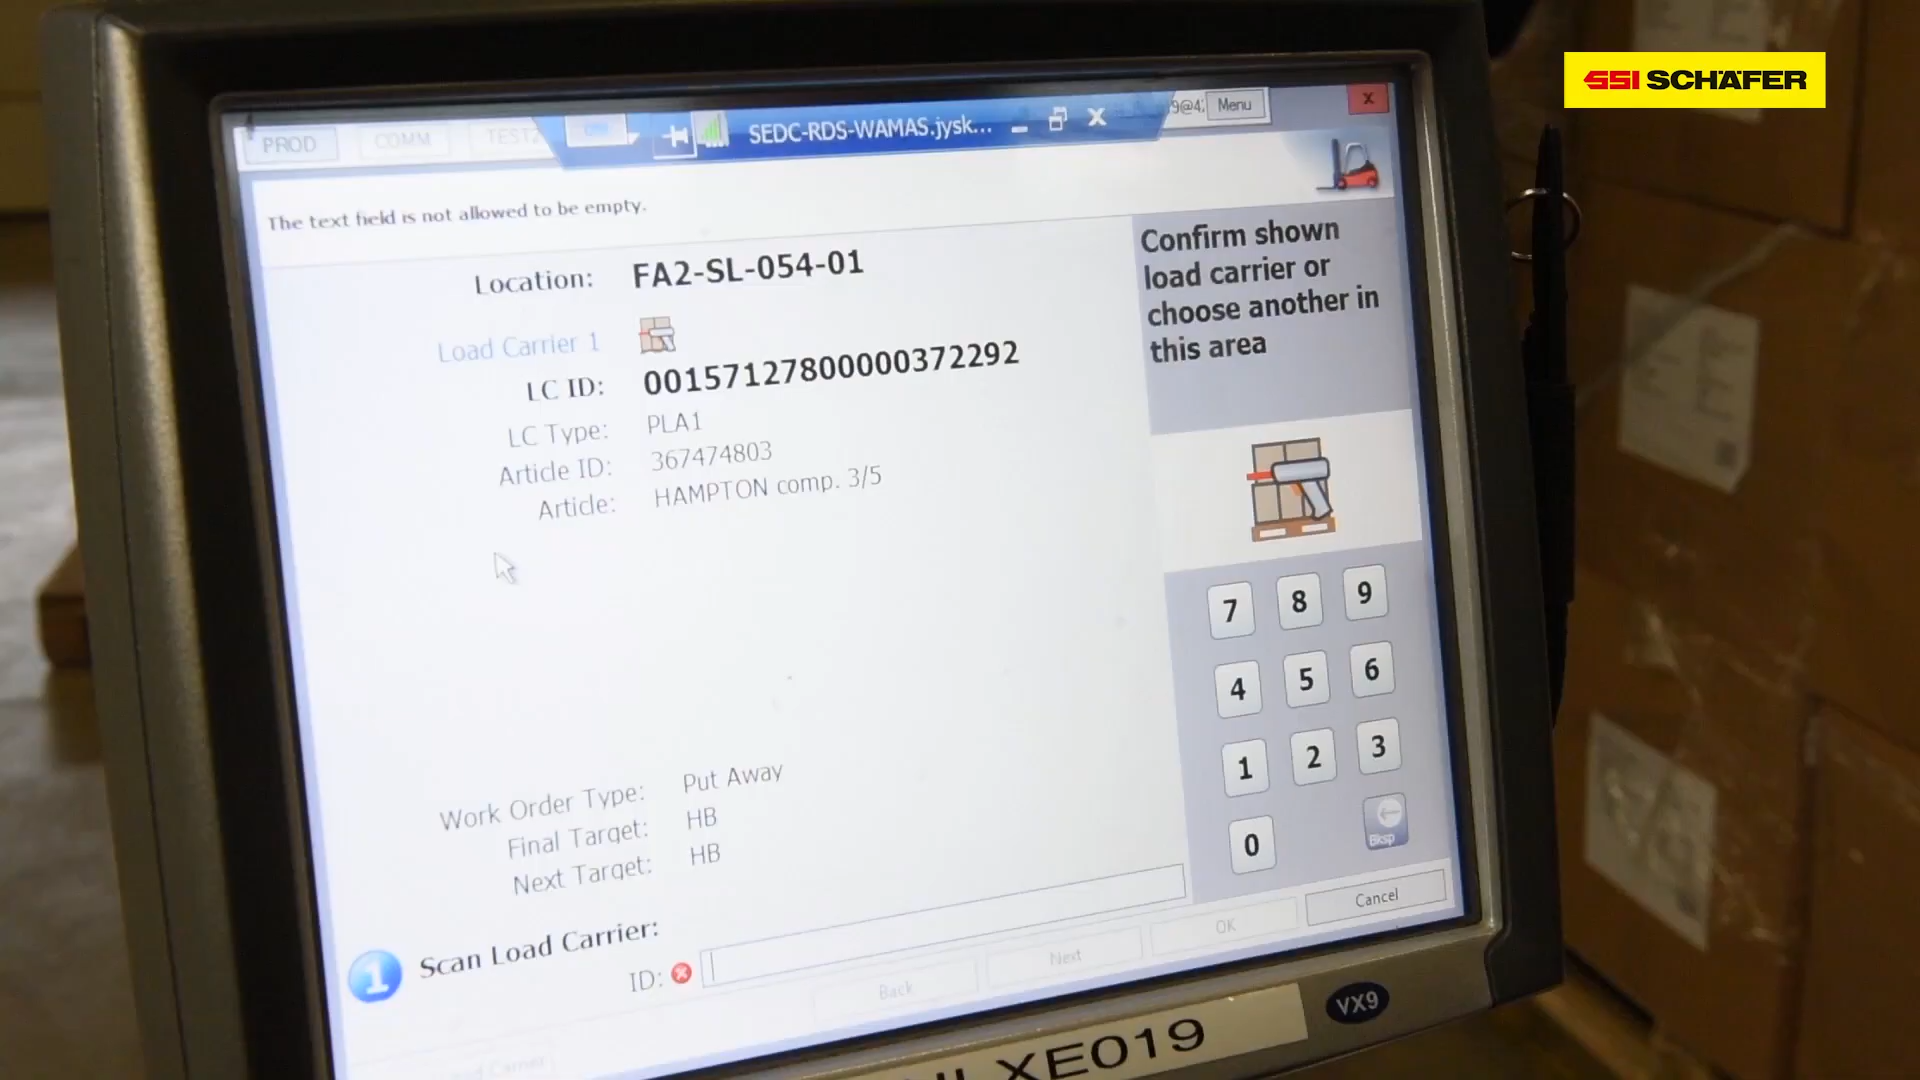 SSI SCHÄFER
PROD
COMM
TEST2
SEDC-RDS-WAMAS.jysk...
9@4:
Menu
The text field is not allowed to be empty.
Location: FA2-SL-054-01
Load Carrier 1
LC ID: 00157127800000372292
LC Type: PLA1
Article ID: 367474803
Article: HAMPTON comp. 3/5
Confirm shown
load carrier or
choose another in
this area
7 8 9
4 5 6
1 2 3
0 Bksp
Work Order Type: Put Away
Final Target: HB
Next Target: HB
1 Scan Load Carrier:
ID:
Back Next OK Cancel
VX9
XE019